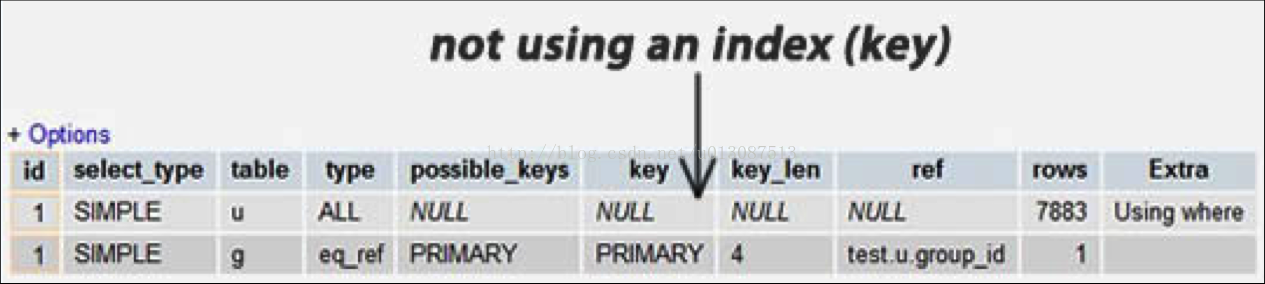 not using an index (key)
+ Options
http://blog.csdn.net/u013087513
id select_type table type possible_keys key key_len ref rows Extra
1 SIMPLE u ALL NULL NULL NULL NULL 7883 Using where
1 SIMPLE g eq_ref PRIMARY PRIMARY 4 test.u.group_id 1